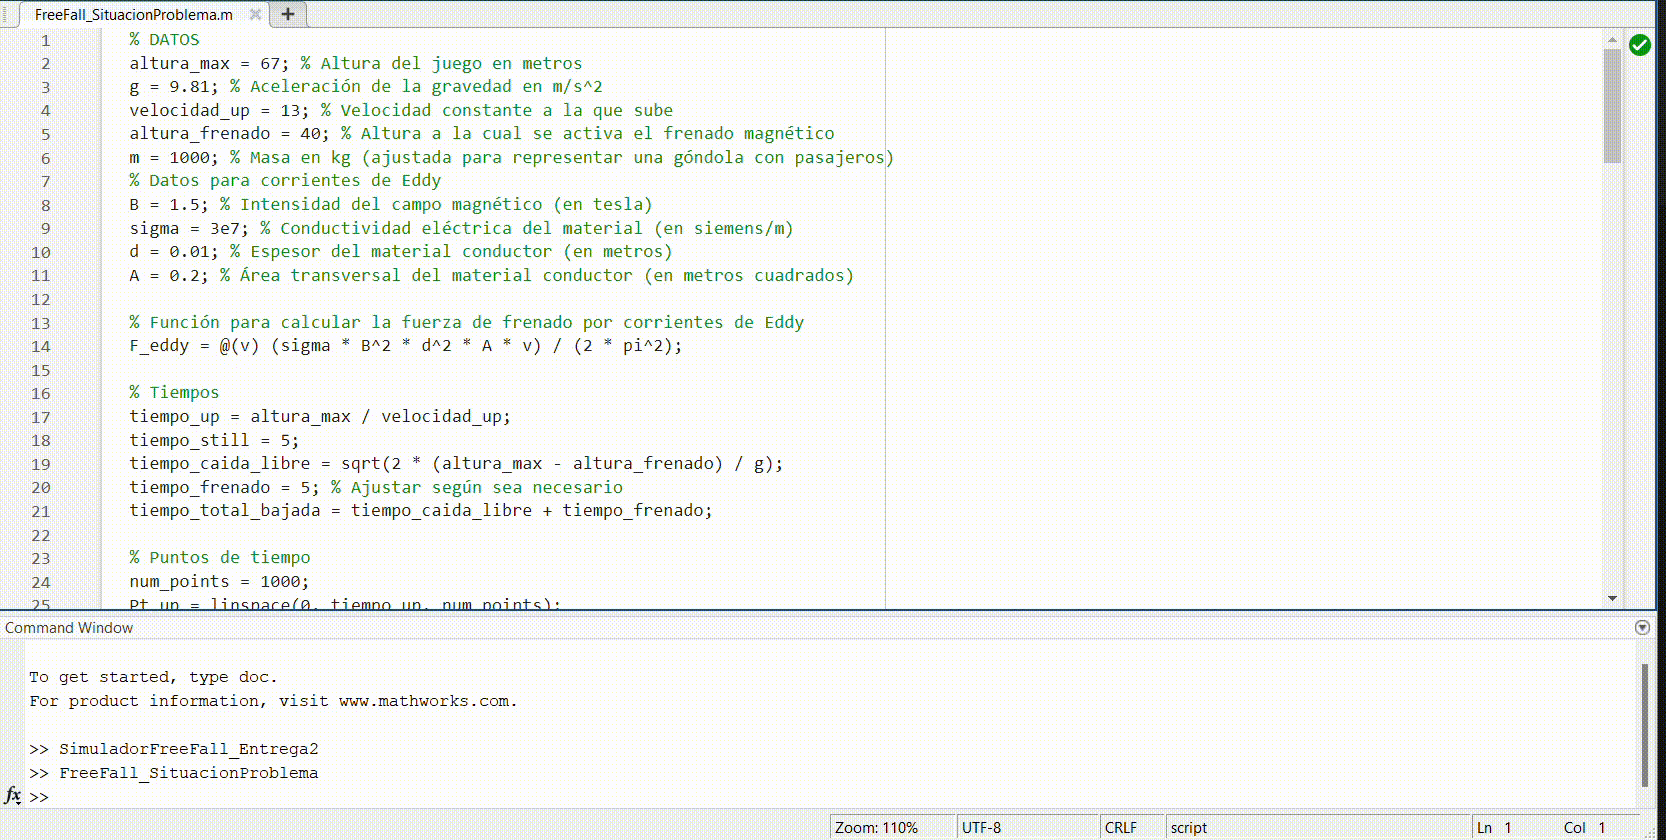 FreeFall_SituacionProblema.m
1 % DATOS
2 altura_max = 67; % Altura del juego en metros
3 g = 9.81; % Aceleración de la gravedad en m/s^2
4 velocidad_up = 13; % Velocidad constante a la que sube
5 altura_frenado = 40; % Altura a la cual se activa el frenado magnético
6 m = 1000; % Masa en kg (ajustada para representar una góndola con pasajeros)
7 % Datos para corrientes de Eddy
8 B = 1.5; % Intensidad del campo magnético (en tesla)
9 sigma = 3e7; % Conductividad eléctrica del material (en siemens/m)
10 d = 0.01; % Espesor del material conductor (en metros)
11 A = 0.2; % Área transversal del material conductor (en metros cuadrados)
12
13 % Función para calcular la fuerza de frenado por corrientes de Eddy
14 F_eddy = @(v) (sigma * B^2 * d^2 * A * v) / (2 * pi^2);
15
16 % Tiempos
17 tiempo_up = altura_max / velocidad_up;
18 tiempo_still = 5;
19 tiempo_caida_libre = sqrt(2 * (altura_max - altura_frenado) / g);
20 tiempo_frenado = 5; % Ajustar según sea necesario
21 tiempo_total_bajada = tiempo_caida_libre + tiempo_frenado;
22
23 % Puntos de tiempo
24 num_points = 1000;
25 Pt_up = linspace(0, tiempo_up, num_points);
Command Window
To get started, type doc.
For product information, visit www.mathworks.com.
>> SimuladorFreeFall_Entrega2
>> FreeFall_SituacionProblema
fx >>
Zoom: 110% UTF-8 CRLF script Ln 1 Col 1